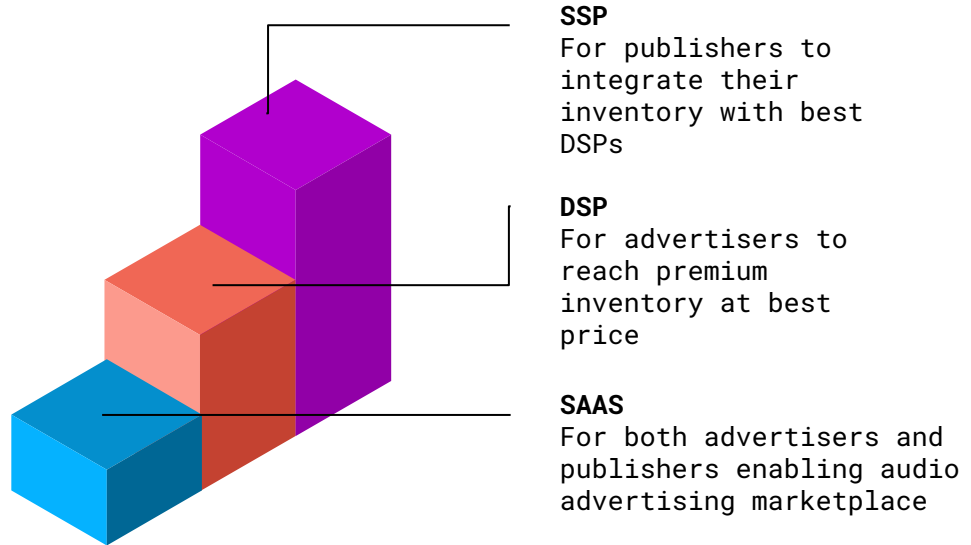 SSP
For publishers to
integrate their
inventory with best
DSPs
DSP
For advertisers to
reach premium
inventory at best
price
SAAS
For both advertisers and
publishers enabling audio
advertising marketplace